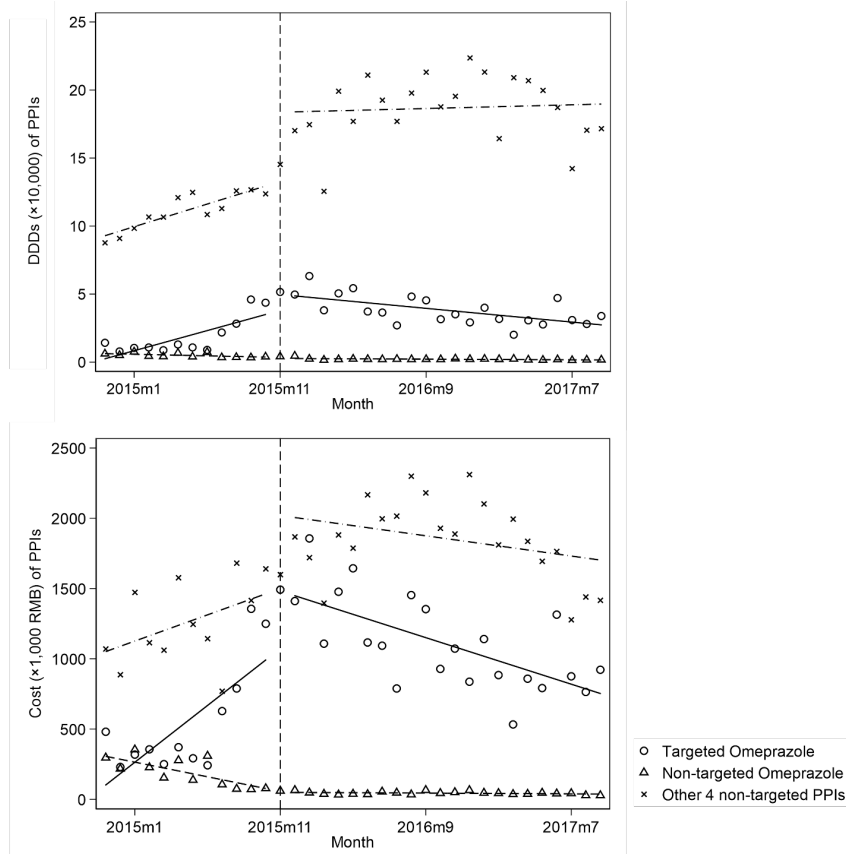 25
20
15
10
5
0
DDDs (×10,000) of PPIs
2015m1 2015m11 2016m9 2017m7
Month
2500
2000
1500
1000
500
0
Cost (×1,000 RMB) of PPIs
2015m1 2015m11 2016m9 2017m7
Month
Targeted Omeprazole
Non-targeted Omeprazole
Other 4 non-targeted PPIs